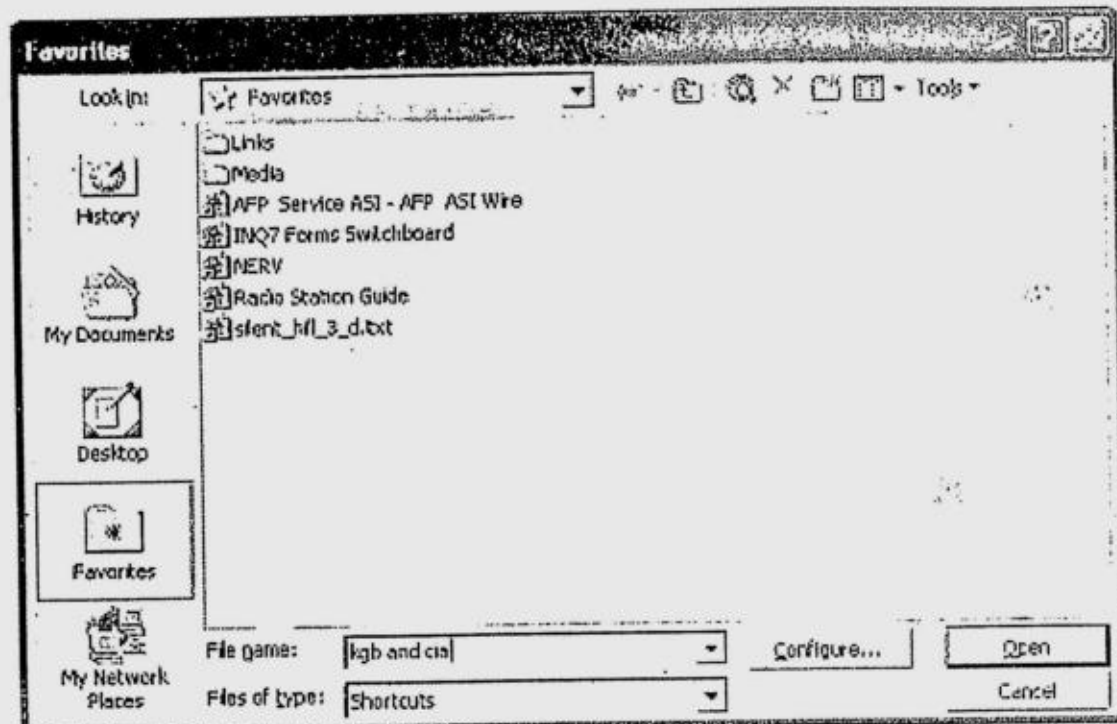 Favorites
Look in: Favorites Tools
Links
Media
AFP Service ASI - AFP ASI Wire
INQ7 Forms Switchboard
NERV
Radio Station Guide
silent_hill_3_d.txt
History
My Documents
Desktop
Favorites
My Network
Places
File name: kgb and cia Configure... Open
Files of type: Shortcuts Cancel